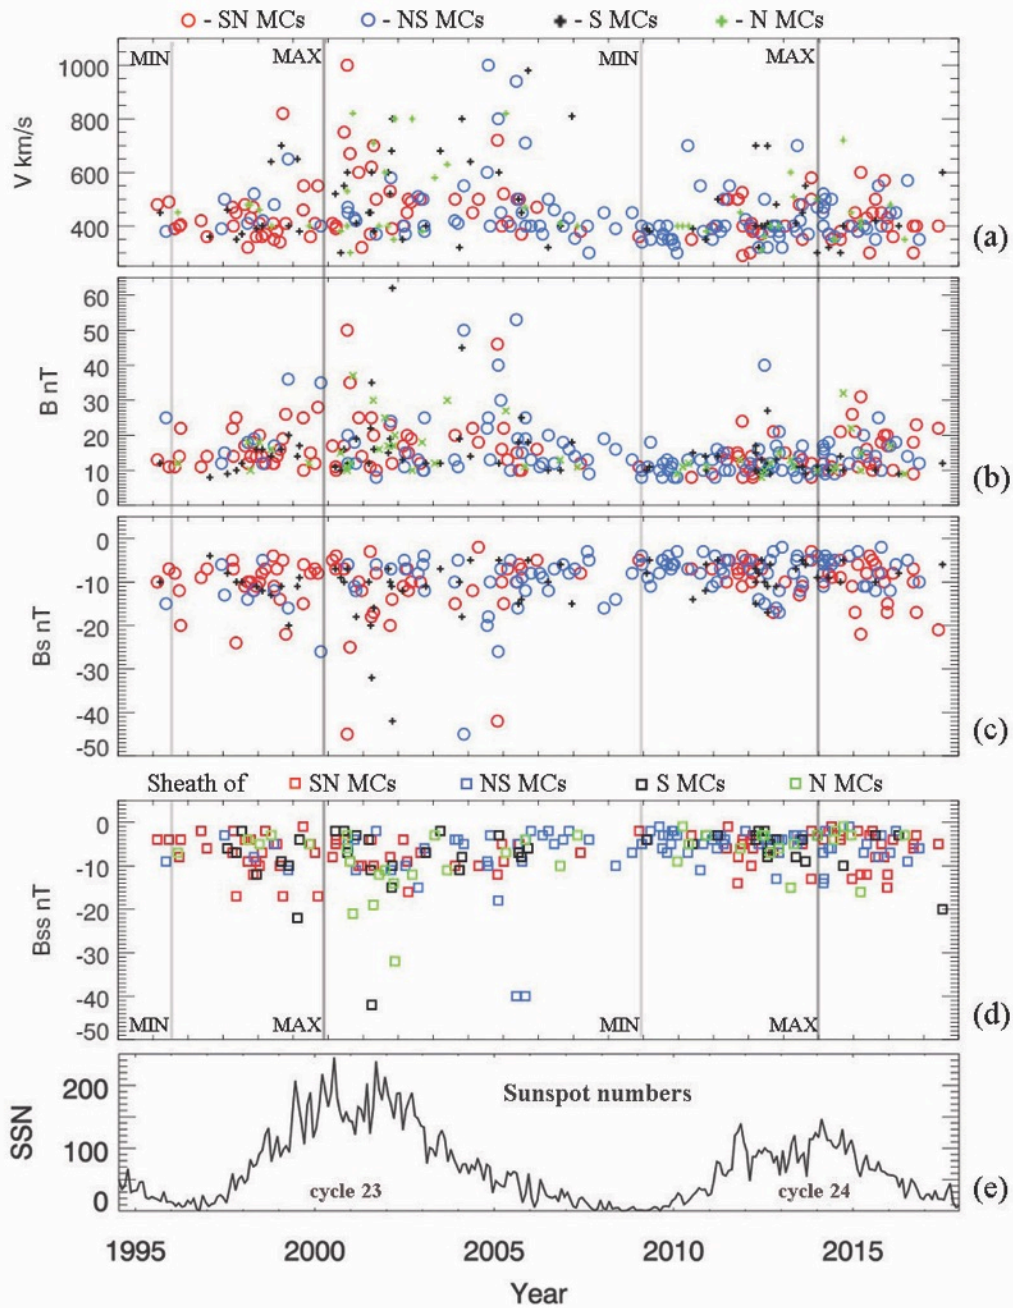 - SN MCs - NS MCs - S MCs - N MCs
MIN MAX MIN MAX
1000
800
600
400
V km/s
(a)
60
50
40
30
20
10
0
B nT
(b)
0
-10
-20
-30
-40
-50
Bs nT
(c)
Sheath of SN MCs NS MCs S MCs N MCs
0
-10
-20
-30
-40
-50
Bss nT
(d)
MIN MAX MIN MAX
200
100
0
SSN
Sunspot numbers
cycle 23 cycle 24
(e)
1995 2000 2005 2010 2015
Year